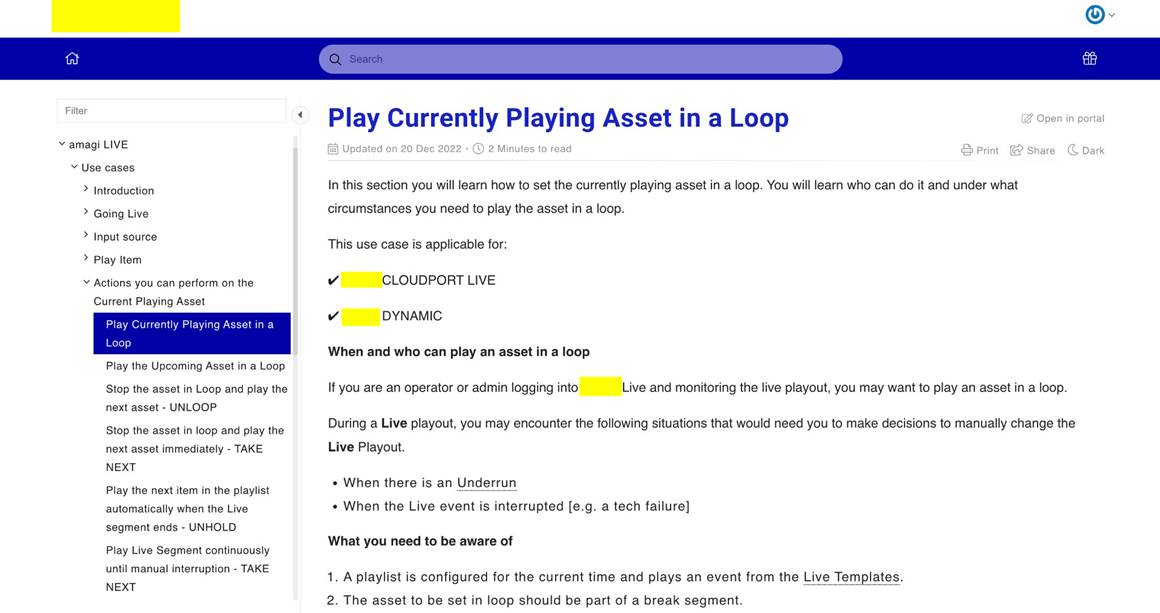 Search
Filter
amagi LIVE
Use cases
Introduction
Going Live
Input source
Play Item
Actions you can perform on the
Current Playing Asset
Play Currently Playing Asset in a
Loop
Play the Upcoming Asset in a Loop
Stop the asset in Loop and play the
next asset - UNLOOP
Stop the asset in loop and play the
next asset immediately - TAKE
NEXT
Play the next item in the playlist
automatically when the Live
segment ends - UNHOLD
Play Live Segment continuously
until manual interruption - TAKE
NEXT
Play Currently Playing Asset in a Loop
Open in portal
Updated on 20 Dec 2022 • 2 Minutes to read
Print Share Dark
In this section you will learn how to set the currently playing asset in a loop. You will learn who can do it and under what
circumstances you need to play the asset in a loop.
This use case is applicable for:
✔ CLOUDPORT LIVE
✔ DYNAMIC
When and who can play an asset in a loop
If you are an operator or admin logging into Live and monitoring the live playout, you may want to play an asset in a loop.
During a Live playout, you may encounter the following situations that would need you to make decisions to manually change the
Live Playout.
• When there is an Underrun
• When the Live event is interrupted [e.g. a tech failure]
What you need to be aware of
1. A playlist is configured for the current time and plays an event from the Live Templates.
2. The asset to be set in loop should be part of a break segment.